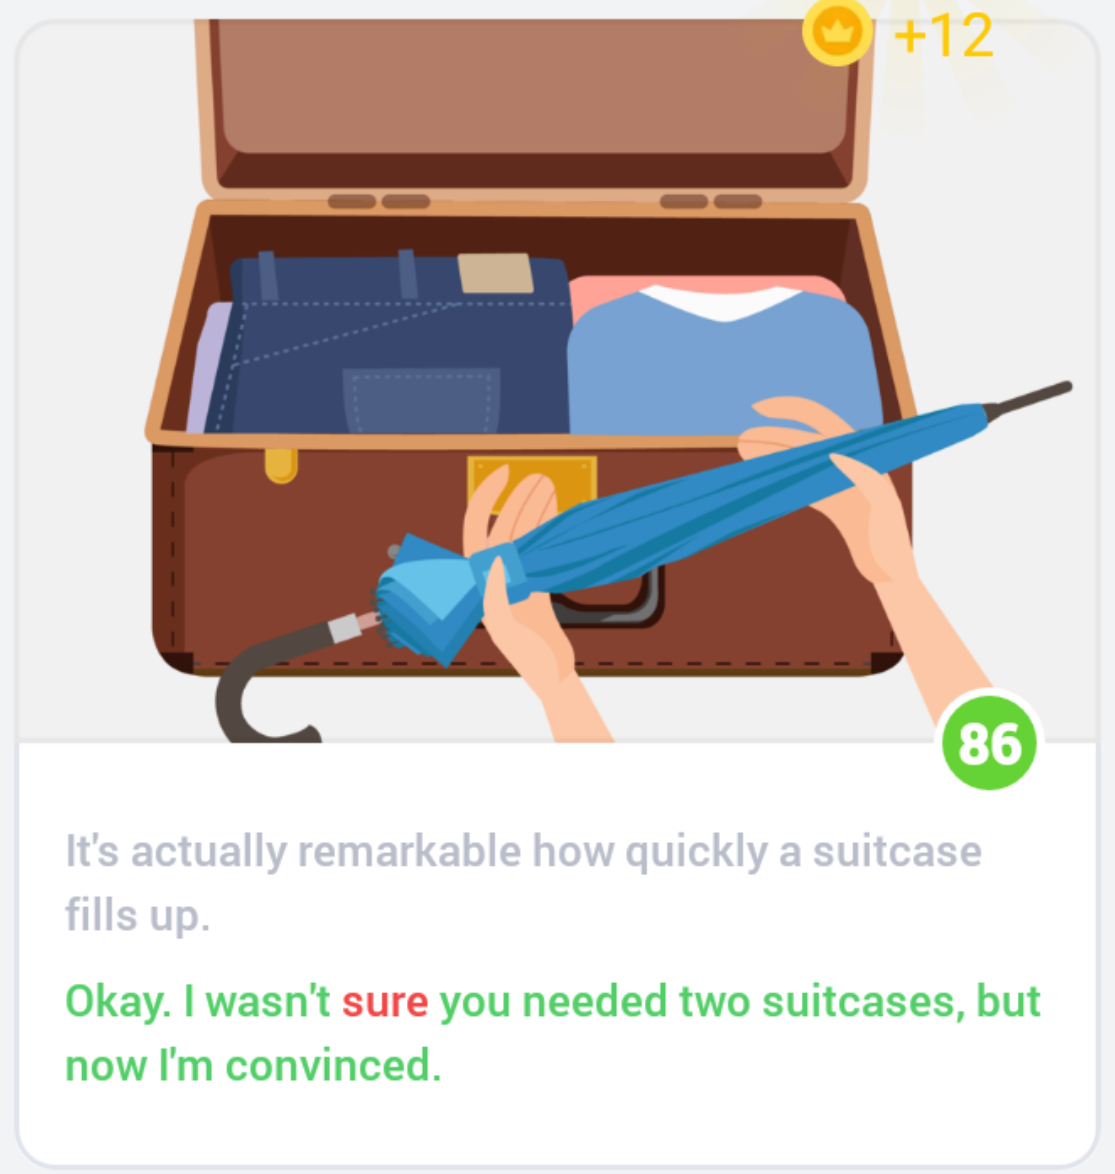 +12
86
It's actually remarkable how quickly a suitcase
fills up.
Okay. I wasn't sure you needed two suitcases, but
now I'm convinced.